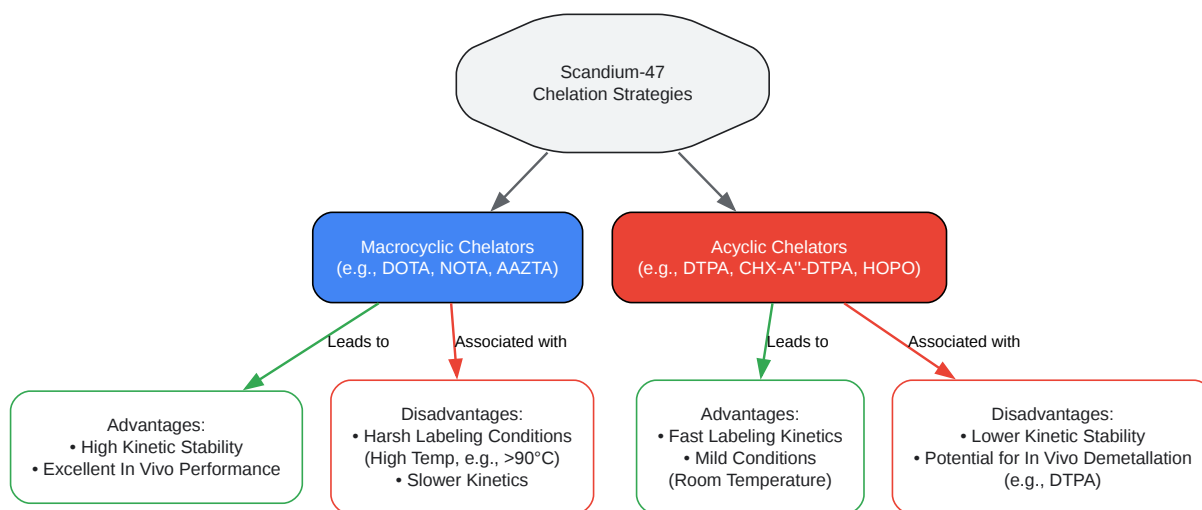 Scandium-47
Chelation Strategies
Macrocyclic Chelators
(e.g., DOTA, NOTA, AAZTA)
Acyclic Chelators
(e.g., DTPA, CHX-A''-DTPA, HOPO)
Leads to
Associated with
Leads to
Associated with
Advantages:
• High Kinetic Stability
• Excellent In Vivo Performance
Disadvantages:
• Harsh Labeling Conditions
(High Temp, e.g., >90°C)
• Slower Kinetics
Advantages:
• Fast Labeling Kinetics
• Mild Conditions
(Room Temperature)
Disadvantages:
• Lower Kinetic Stability
• Potential for In Vivo Demetallation
(e.g., DTPA)